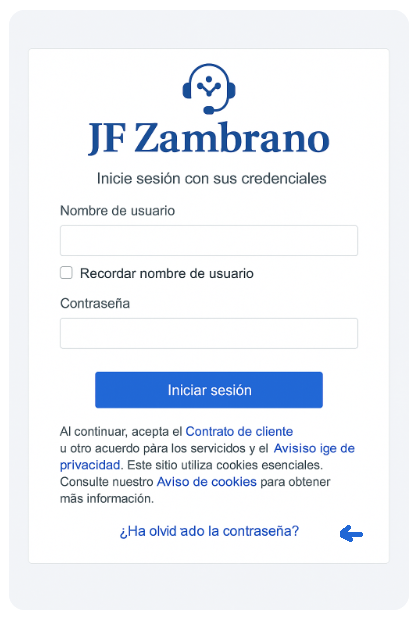 JF Zambrano
Inicie sesión con sus credenciales
Nombre de usuario
Recordar nombre de usuario
Contraseña
Iniciar sesión
Al continuar, acepta el Contrato de cliente
u otro acuerdo pàra los servicidos y el Avisiso ige de
privacidad. Este sitio utiliza cookies esenciales.
Consulte nuestro Aviso de cookies para obtener
mãs información.
¿Ha olvid ado la contraseña?